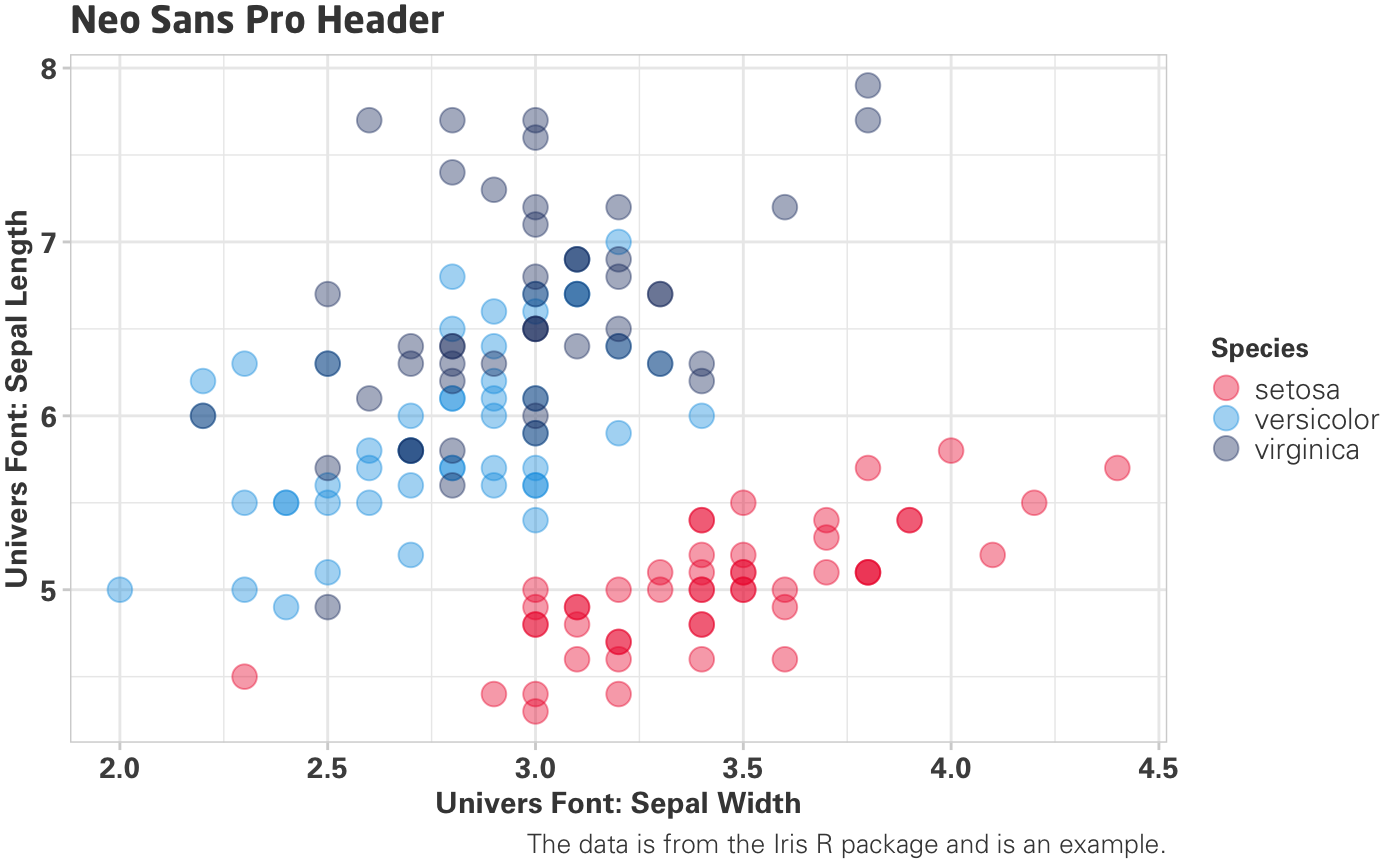 Neo Sans Pro Header
Univers Font: Sepal Length
8
7
6
5
2.0
2.5
3.0
3.5
4.0
4.5
Univers Font: Sepal Width
Species
setosa
versicolor
virginica
The data is from the Iris R package and is an example.